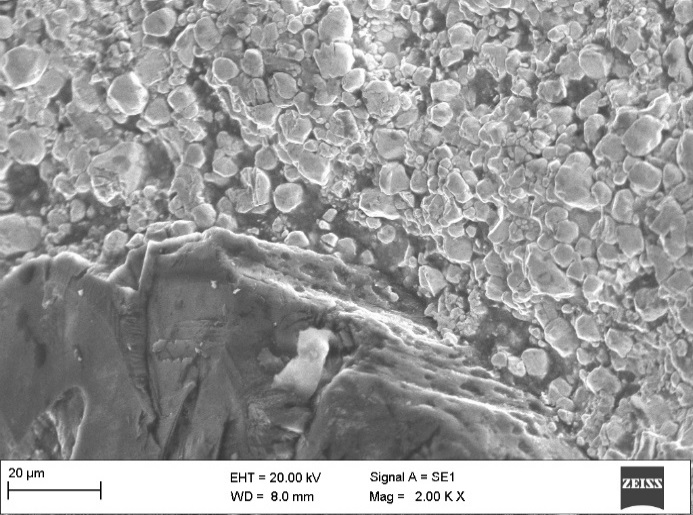 20 µm
EHT = 20.00 kV
WD = 8.0 mm
Signal A = SE1
Mag = 2.00 K X
ZEISS